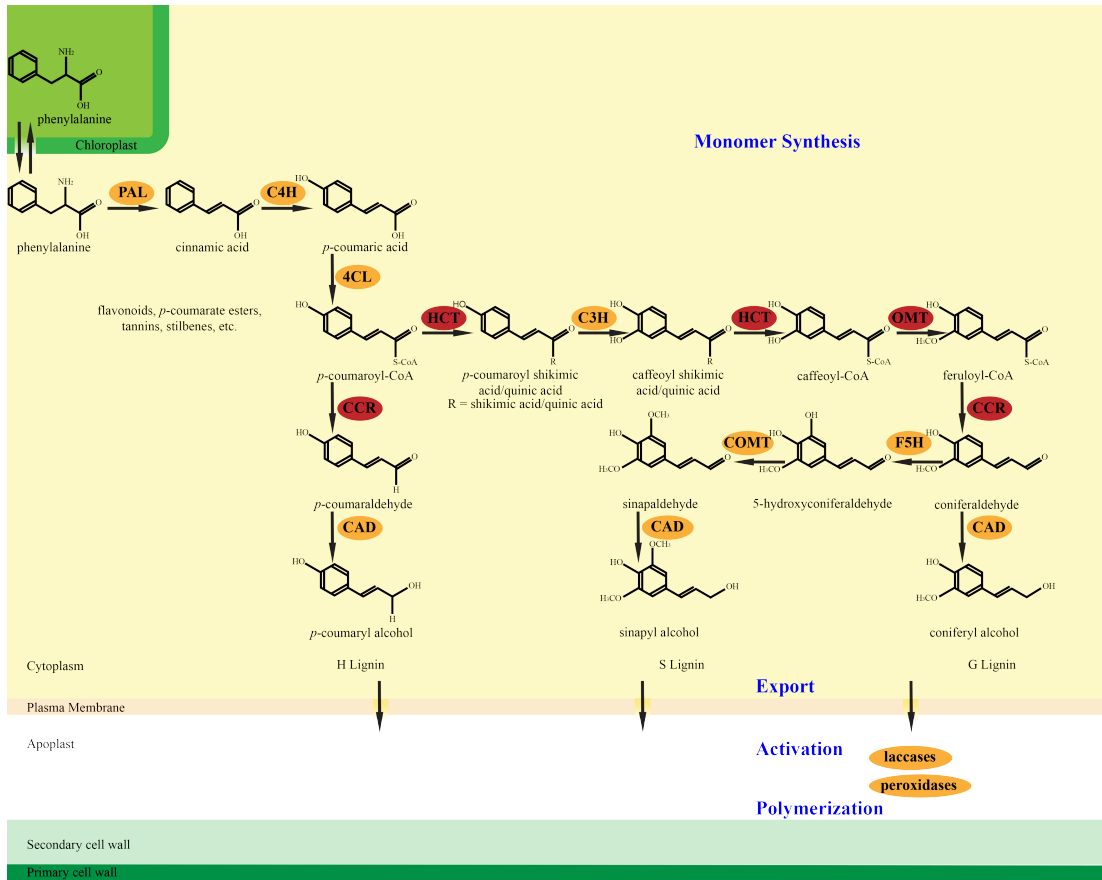 NH₂
O
OH
phenylalanine
Chloroplast
Monomer Synthesis
NH₂
O
OH
phenylalanine
PAL
O
OH
cinnamic acid
C4H
HO
O
OH
p-coumaric acid
4CL
flavonoids, p-coumarate esters,
tannins, stilbenes, etc.
HO
O
S-CoA
p-coumaroyl-CoA
HCT
HO
O
R
p-coumaroyl shikimic
acid/quinic acid
R = shikimic acid/quinic acid
C3H
HO
HO
O
R
caffeoyl shikimic
acid/quinic acid
HCT
HO
HO
O
S-CoA
caffeoyl-CoA
OMT
HO
H₃CO
O
S-CoA
feruloyl-CoA
CCR
CCR
HO
O
H
p-coumaraldehyde
OCH₃
HO
H₃CO
O
sinapaldehyde
COMT
OH
HO
H₃CO
O
5-hydroxyconiferaldehyde
F5H
HO
H₃CO
O
coniferaldehyde
CAD
CAD
CAD
HO
OH
H
p-coumaryl alcohol
OCH₃
HO
H₃CO
OH
sinapyl alcohol
HO
H₃CO
OH
coniferyl alcohol
Cytoplasm
H Lignin
S Lignin
G Lignin
Export
Plasma Membrane
Apoplast
Activation
laccases
peroxidases
Polymerization
Secondary cell wall
Primary cell wall